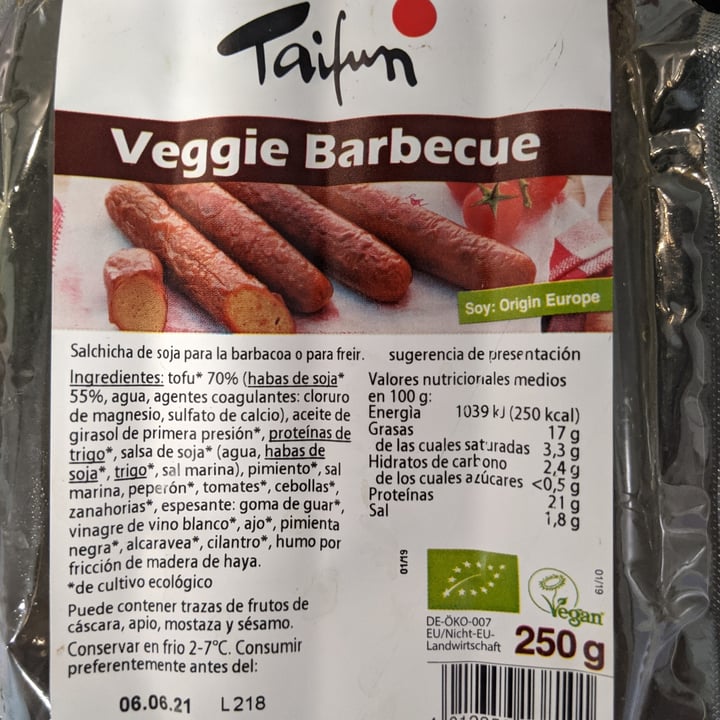 Taifun
Veggie Barbecue
Soy: Origin Europe
Salchicha de soja para la barbacoa o para freir.
sugerencia de presentación
Ingredientes: tofu* 70% (habas de soja*
55%, agua, agentes coagulantes: cloruro
de magnesio, sulfato de calcio), aceite de
girasol de primera presión*, proteínas de
trigo*, salsa de soja* (agua, habas de
soja*, trigo*, sal marina), pimiento*, sal
marina, peperón*, tomates*, cebollas*,
zanahorias*, espesante: goma de guar*,
vinagre de vino blanco*, ajo*, pimienta
negra*, alcaravea*, cilantro*, humo por
fricción de madera de haya.
*de cultivo ecológico
Puede contener trazas de frutos de
cáscara, apio, mostaza y sésamo.
Conservar en frio 2-7°C. Consumir
preferentemente antes del:
06.06.21 L 218
Valores nutricionales medios
en 100 g:
Energìa 1039 kJ (250 kcal)
Grasas 17 g
de las cuales saturadas 3,3 g
Hidratos de carbono 2,4 g
de los cuales azúcares <0,5 g
Proteínas 21 g
Sal 1,8 g
01/19
01/19
Vegan
DE-ÖKO-007
EU/Nicht-EU-
Landwirtschaft
250 g